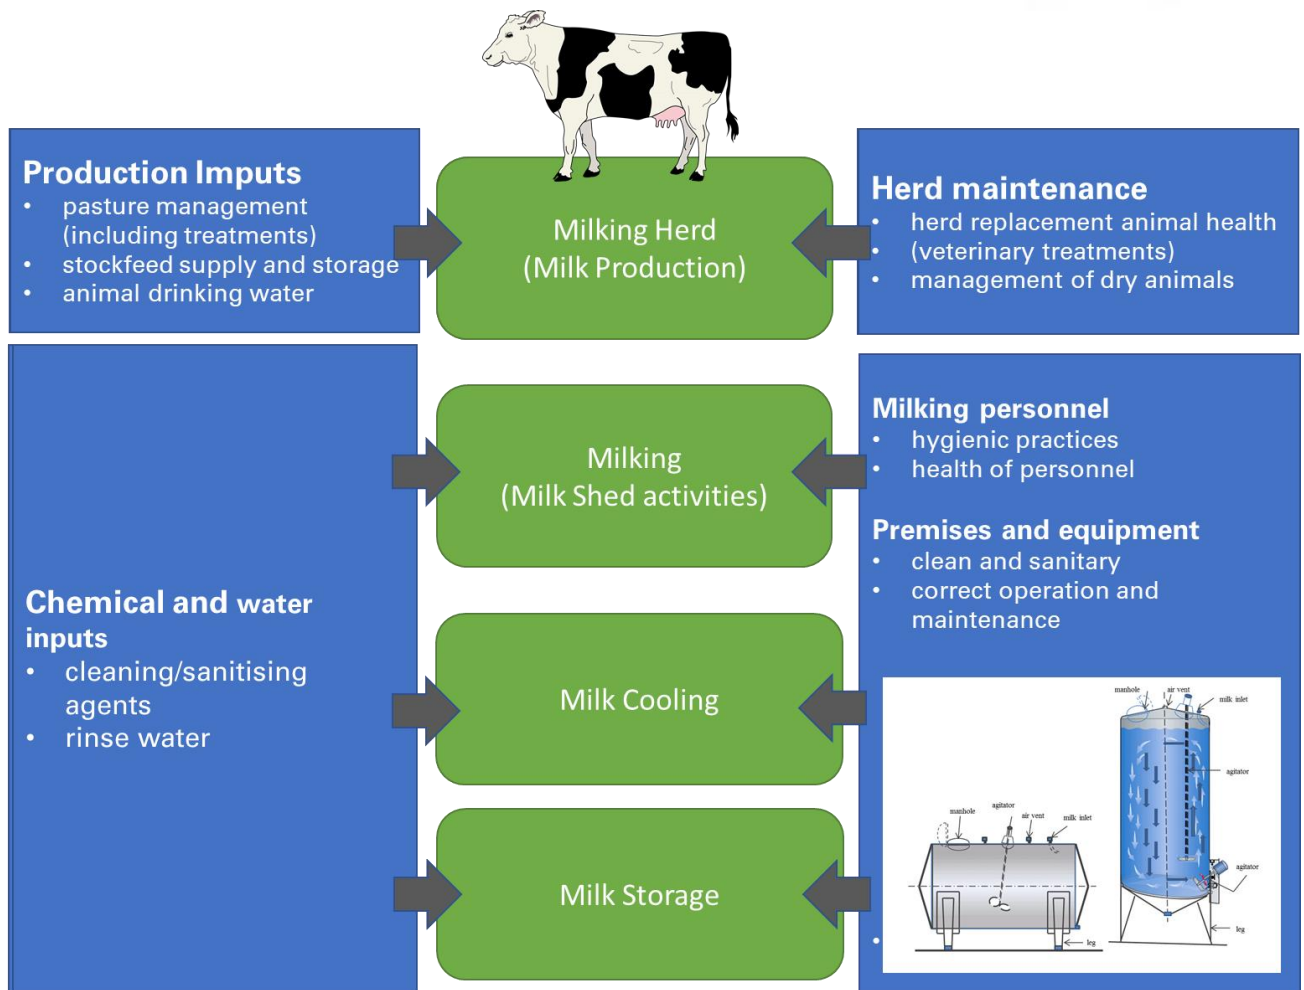 Production Imputs
• pasture management
(including treatments)
• stockfeed supply and storage
• animal drinking water
Milking Herd
(Milk Production)
Herd maintenance
• herd replacement animal health
• (veterinary treatments)
• management of dry animals
Chemical and water
inputs
• cleaning/sanitising
agents
• rinse water
Milking
(Milk Shed activities)
Milk Cooling
Milk Storage
Milking personnel
• hygienic practices
• health of personnel
Premises and equipment
• clean and sanitary
• correct operation and
maintenance
•
manhole
agitator
air vent
milk inlet
leg
manhole
air vent
milk inlet
agitator
agitator
leg